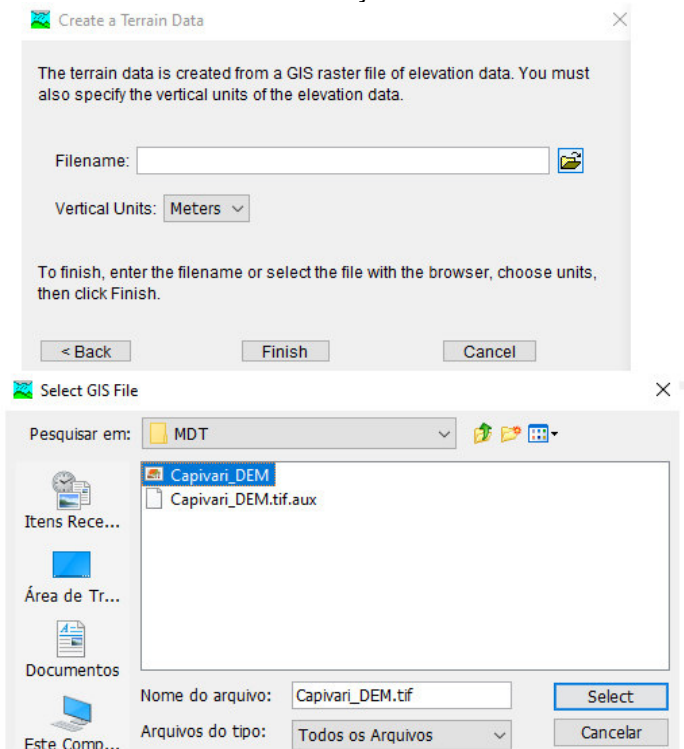 Create a Terrain Data
The terrain data is created from a GIS raster file of elevation data. You must
also specify the vertical units of the elevation data.
Filename:
Vertical Units: Meters
To finish, enter the filename or select the file with the browser, choose units,
then click Finish.
< Back Finish Cancel
Select GIS File
Pesquisar em: MDT
Capivari_DEM
Capivari_DEM.tif.aux
Itens Rece...
Área de Tr...
Documentos
Nome do arquivo: Capivari_DEM.tif Select
Arquivos do tipo: Todos os Arquivos Cancelar
Este Comp...